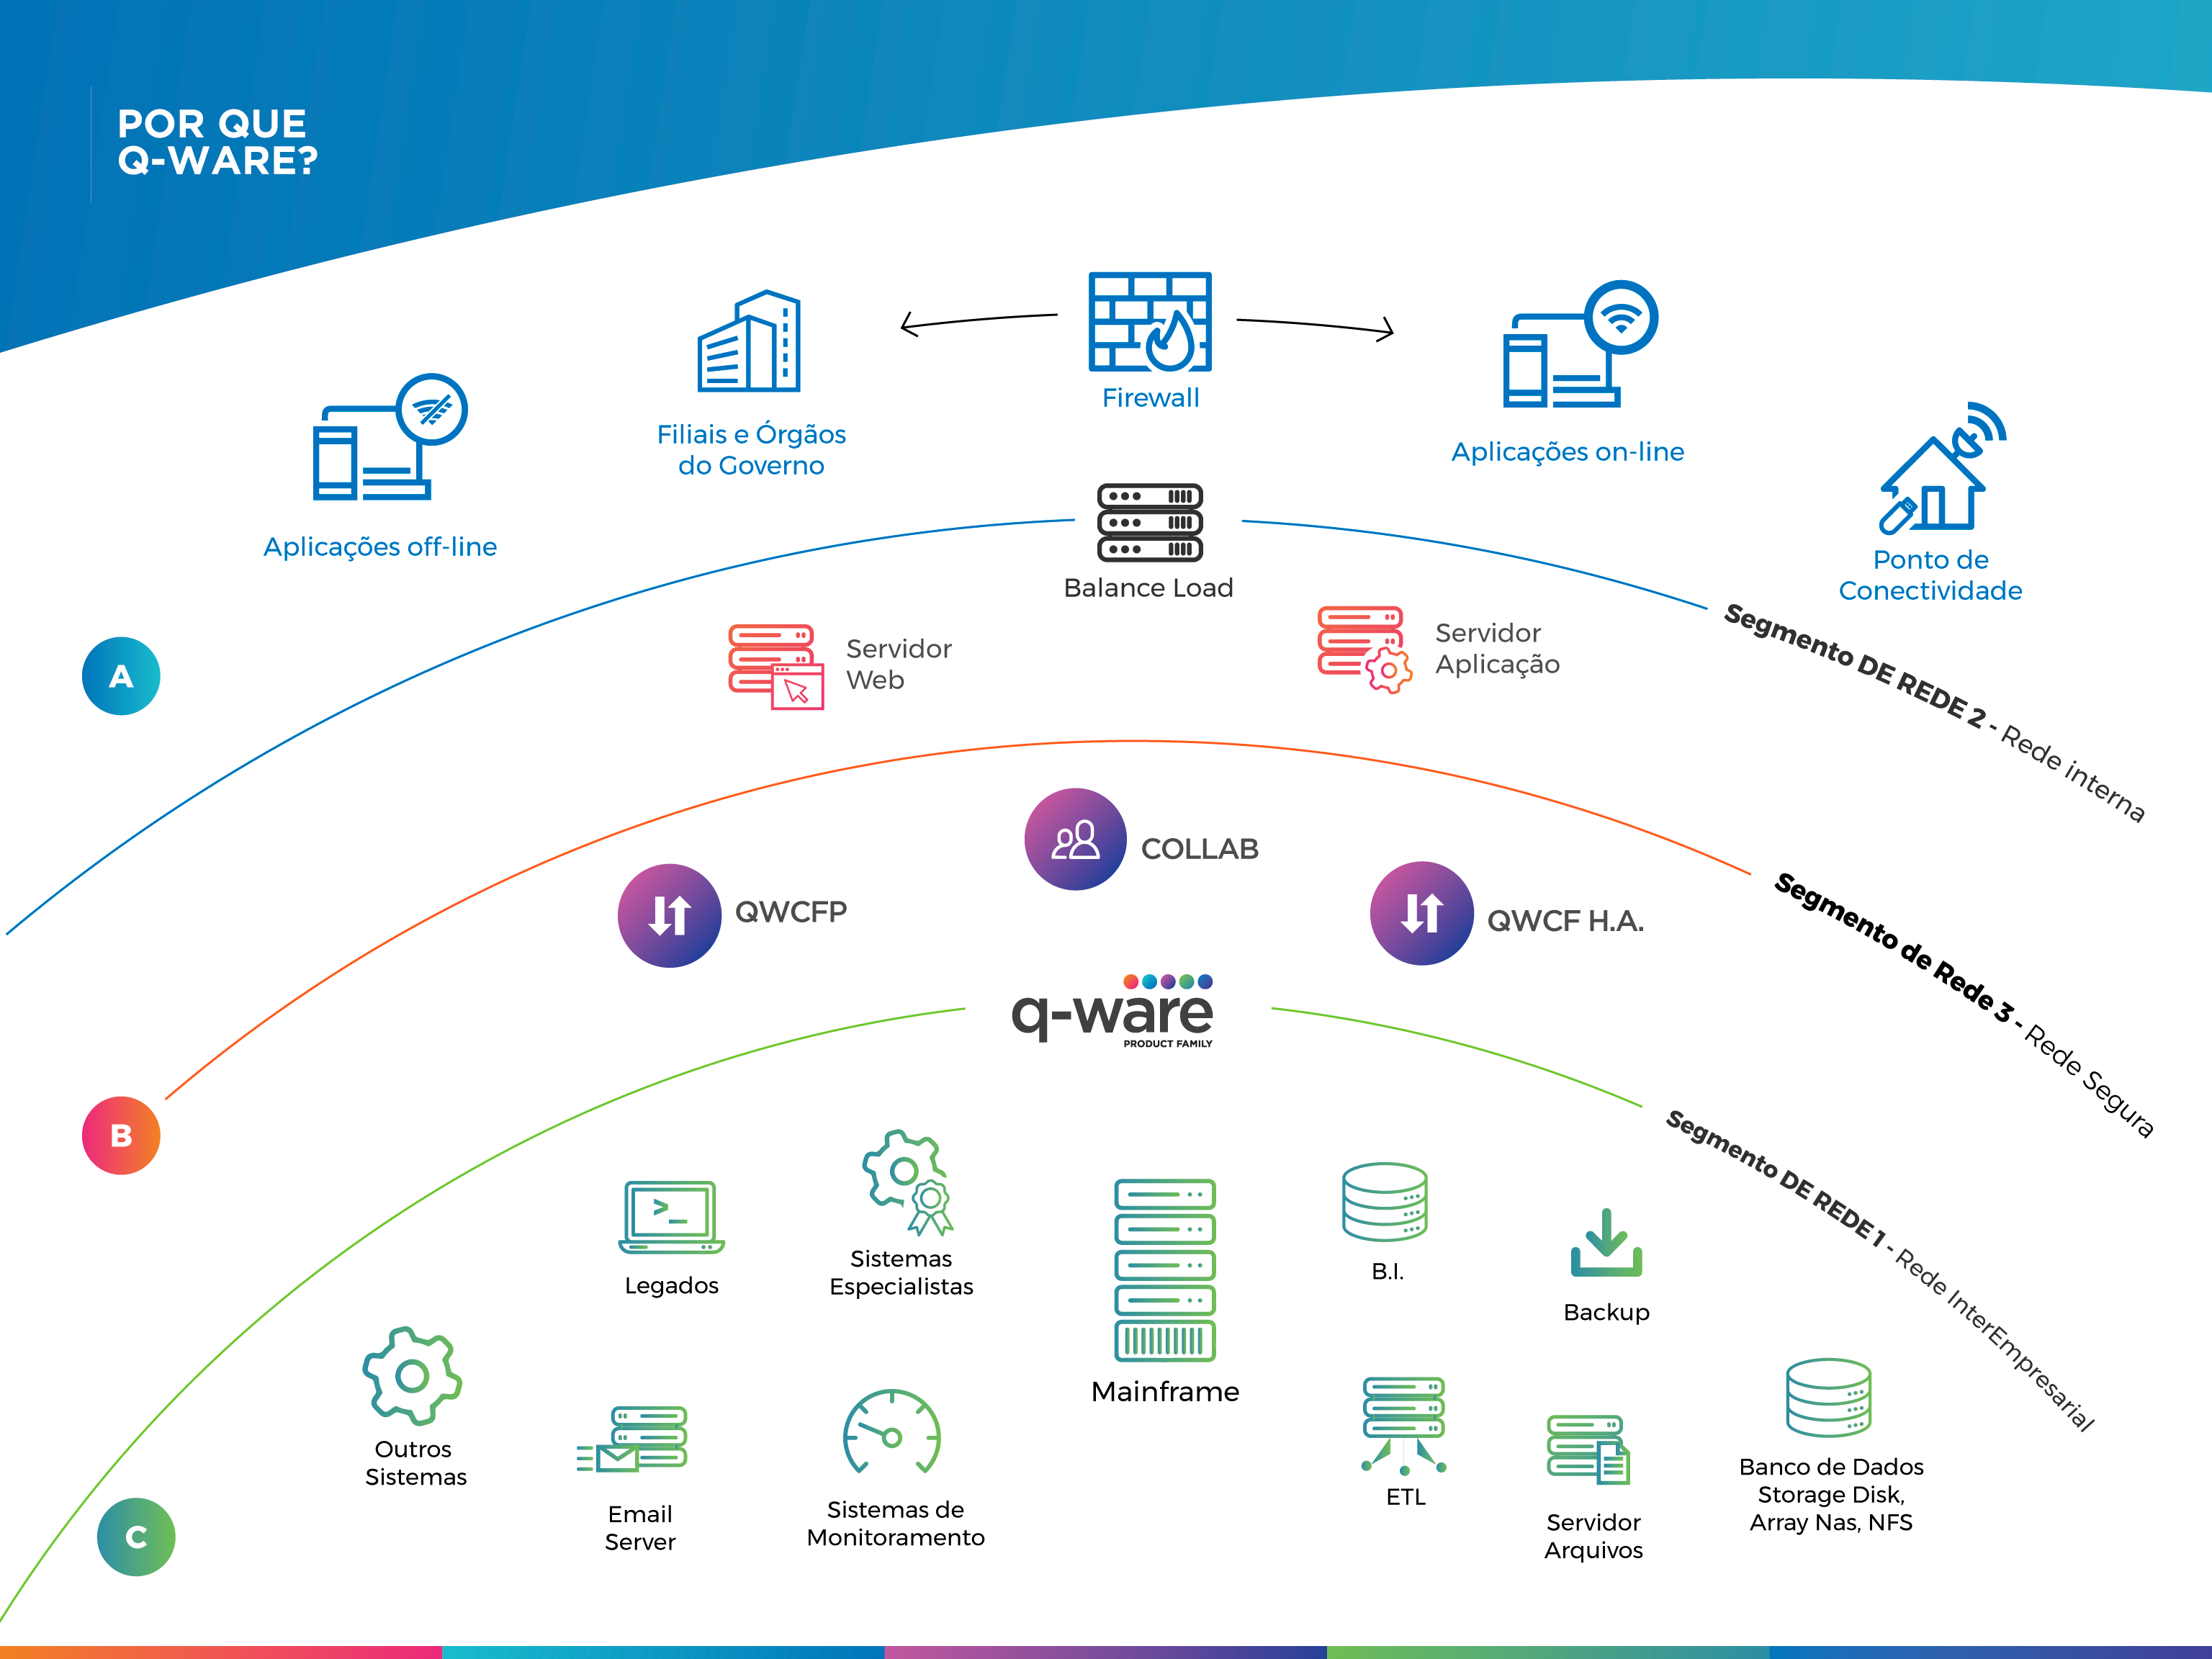 POR QUE
Q-WARE?
Firewall
Filiais e Órgãos
do Governo
Aplicações on-line
Aplicações off-line
Ponto de
Conectividade
Balance Load
Servidor
Web
Servidor
Aplicação
Segmento DE REDE 2 - Rede interna
A
COLLAB
QWCFP
QWCF H.A.
Segmento de Rede 3 - Rede Segura
q-ware
PRODUCT FAMILY
B
Segmento DE REDE 1 - Rede InterEmpresarial
>_
Legados
Sistemas
Especialistas
B.I.
Backup
Mainframe
Outros
Sistemas
Email
Server
Sistemas de
Monitoramento
ETL
Servidor
Arquivos
Banco de Dados
Storage Disk,
Array Nas, NFS
C